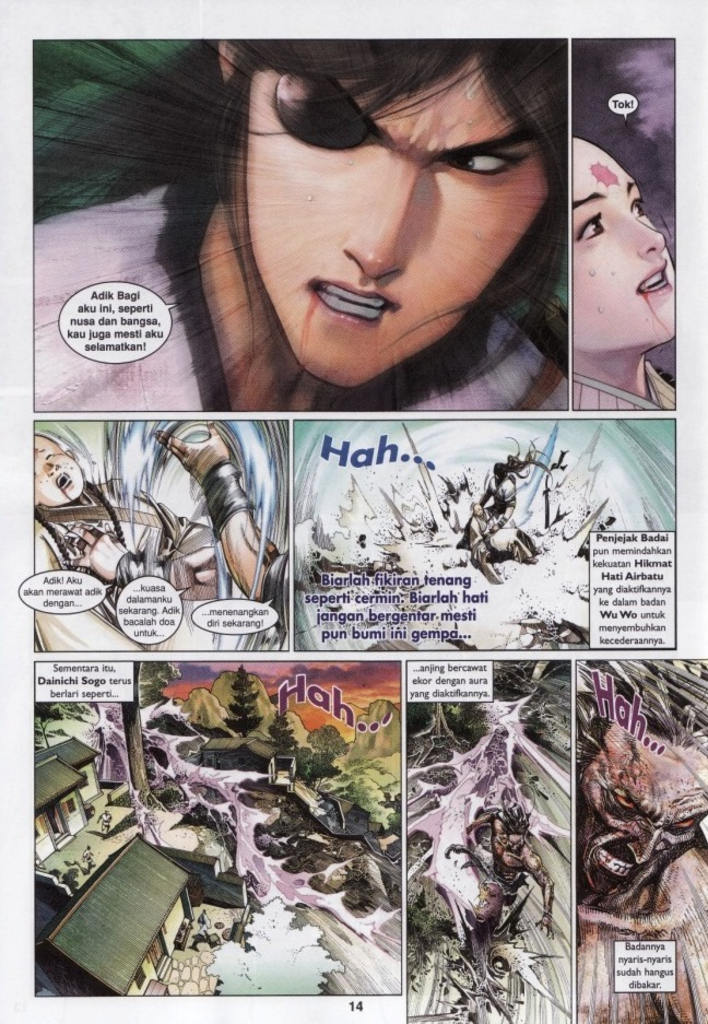 Tok!
Adik Bagi
aku ini, seperti
nusa dan bangsa,
kau juga mesti aku
selamatkan!
Adik! Aku
akan merawat adik
dengan...
...kuasa
dalamanku
sekarang. Adik
bacalah doa
untuk...
...menenangkan
diri sekarang.
Hah...
Biarlah fikiran tenang
seperti cermin. Biarlah hati
jangan bergentar mesti
pun bumi ini gempa...
Penjejak Badai
pun memindahkan
kekuatan Hikmat
Hati Airbatu
yang diaktifkannya
ke dalam badan
Wu Wo untuk
menyembuhkan
kecederaannya.
Sementara itu,
Dainichi Sogo terus
berlari seperti...
Hah...
...anjing bercawat
ekor dengan aura
yang diaktifkannya.
Hah...
Badannya
nyaris-nyaris
sudah hangus
dibakar.
14